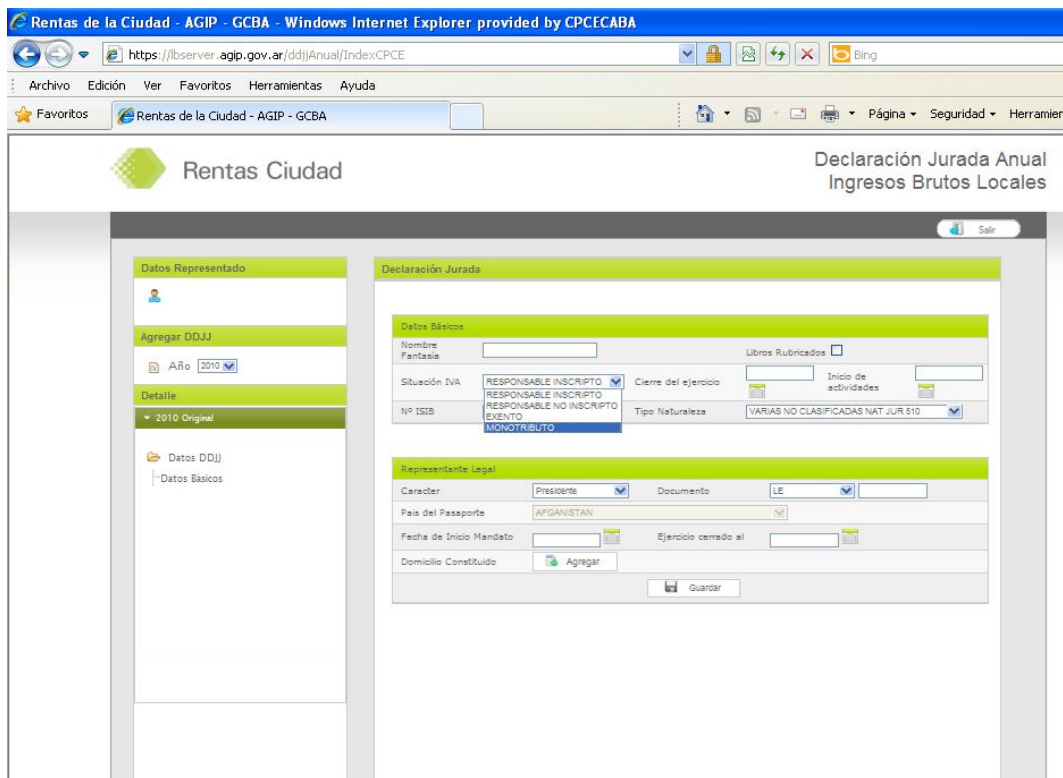 Rentas de la Ciudad - AGIP - GCBA - Windows Internet Explorer provided by CPCECABA
https://lbserver.agip.gov.ar/ddjjAnual/IndexCPCE
Bing
Archivo Edición Ver Favoritos Herramientas Ayuda
Favoritos
Rentas de la Ciudad - AGIP - GCBA
Página Seguridad Herramien
Rentas Ciudad
Declaración Jurada Anual
Ingresos Brutos Locales
Salir
Datos Representado
Agregar DDJJ
Año 2010
Detalle
2010 Original
Datos DDJJ
Datos Básicos
Declaración Jurada
Datos Básicos
Nombre
Fantasía
Libros Rubricados
Situación IVA RESPONSABLE INSCRIPTO Cierre del ejercicio Inicio de
actividades
RESPONSABLE INSCRIPTO
RESPONSABLE NO INSCRIPTO
EXENTO
MONOTRIBUTO
Nº ISIB Tipo Naturaleza VARIAS NO CLASIFICADAS NAT JUR 510
Representante Legal
Caracter Presidente Documento LE
Pais del Pasaporte AFGANISTAN
Fecha de Inicio Mandato Ejercicio cerrado al
Domicilio Constituido Agregar
Guardar